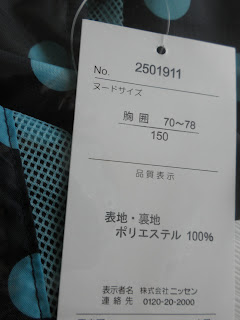 No. 2501911
ヌードサイズ
胸囲 70〜78
150
品質表示
表地・裏地
ポリエステル 100%
表示者名 株式会社ニッセン
連絡先 0120-20-2000